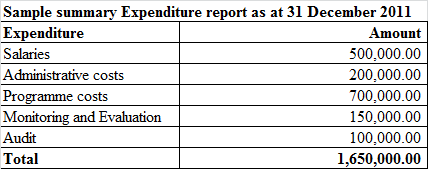 Sample summary Expenditure report as at 31 December 2011
Expenditure Amount
Salaries 500,000.00
Administrative costs 200,000.00
Programme costs 700,000.00
Monitoring and Evaluation 150,000.00
Audit 100,000.00
Total 1,650,000.00